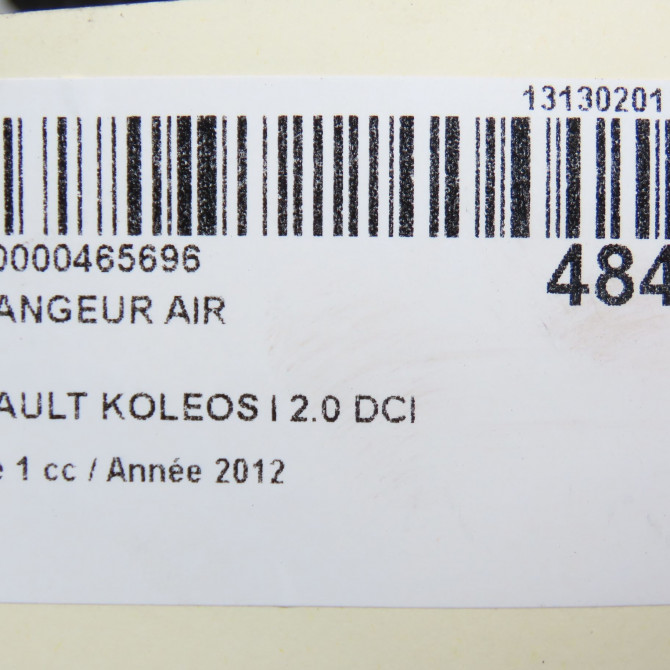 13130201
0000465696
484
ANGEUR AIR
AULT KOLEOS I 2.0 DCI
e 1 cc / Année 2012